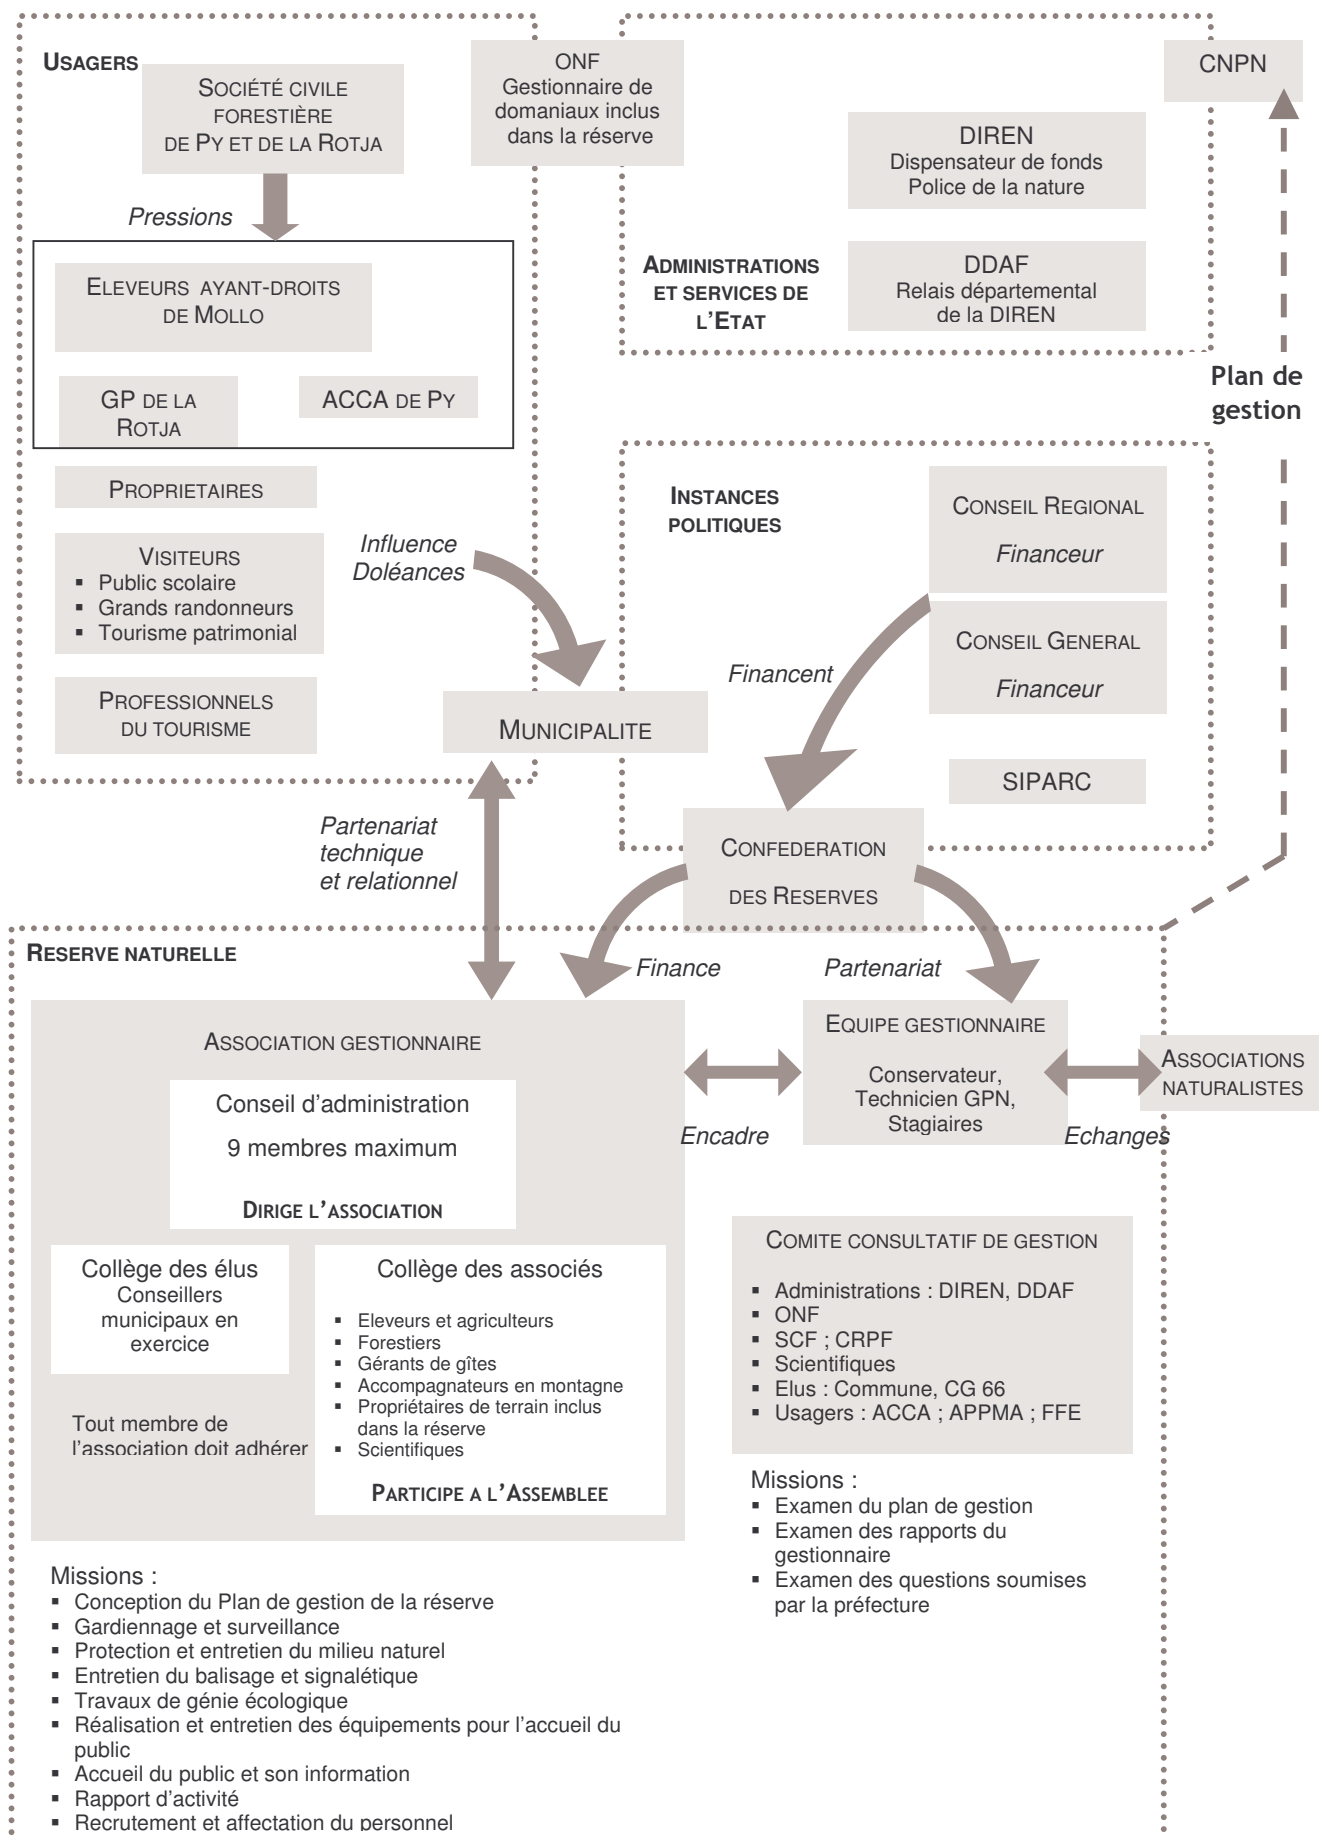 USAGERS
SOCIÉTÉ CIVILE
FORESTIÈRE
DE PY ET DE LA ROTJA
Pressions
ELEVEURS AYANT-DROITS
DE MOLLO
GP DE LA
ROTJA
ACCA DE PY
PROPRIETAIRES
VISITEURS
▪ Public scolaire
▪ Grands randonneurs
▪ Tourisme patrimonial
PROFESSIONNELS
DU TOURISME
Influence
Doléances
ONF
Gestionnaire de
domaniaux inclus
dans la réserve
CNPN
DIREN
Dispensateur de fonds
Police de la nature
ADMINISTRATIONS
ET SERVICES DE
L'ETAT
DDAF
Relais départemental
de la DIREN
Plan de
gestion
INSTANCES
POLITIQUES
CONSEIL REGIONAL
Financeur
CONSEIL GENERAL
Financeur
Financent
SIPARC
MUNICIPALITE
Partenariat
technique
et relationnel
CONFEDERATION
DES RESERVES
RESERVE NATURELLE
Finance
Partenariat
ASSOCIATION GESTIONNAIRE
Conseil d'administration
9 membres maximum
DIRIGE L'ASSOCIATION
Collège des élus
Conseillers
municipaux en
exercice
Tout membre de
l'association doit adhérer
Collège des associés
▪ Eleveurs et agriculteurs
▪ Forestiers
▪ Gérants de gîtes
▪ Accompagnateurs en montagne
▪ Propriétaires de terrain inclus
dans la réserve
▪ Scientifiques
PARTICIPE A L'ASSEMBLEE
Encadre
EQUIPE GESTIONNAIRE
Conservateur,
Technicien GPN,
Stagiaires
Echanges
ASSOCIATIONS
NATURALISTES
COMITE CONSULTATIF DE GESTION
▪ Administrations : DIREN, DDAF
▪ ONF
▪ SCF ; CRPF
▪ Scientifiques
▪ Elus : Commune, CG 66
▪ Usagers : ACCA ; APPMA ; FFE
Missions :
▪ Examen du plan de gestion
▪ Examen des rapports du
gestionnaire
▪ Examen des questions soumises
par la préfecture
Missions :
▪ Conception du Plan de gestion de la réserve
▪ Gardiennage et surveillance
▪ Protection et entretien du milieu naturel
▪ Entretien du balisage et signalétique
▪ Travaux de génie écologique
▪ Réalisation et entretien des équipements pour l'accueil du
public
▪ Accueil du public et son information
▪ Rapport d'activité
▪ Recrutement et affectation du personnel